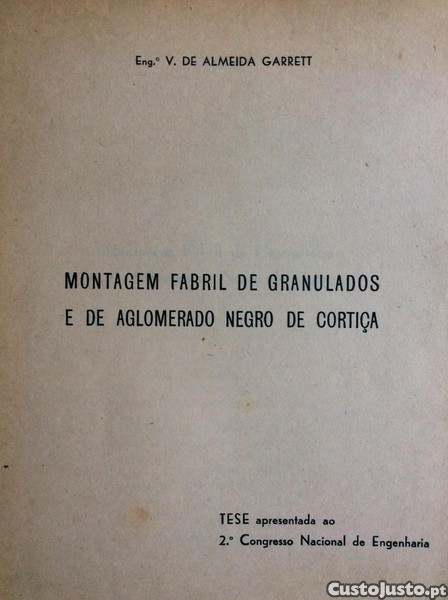 Eng.º V. DE ALMEIDA GARRETT
MONTAGEM FABRIL DE GRANULADOS
E DE AGLOMERADO NEGRO DE CORTIÇA
TESE apresentada ao
2.º Congresso Nacional de Engenharia
CustoJusto.pt